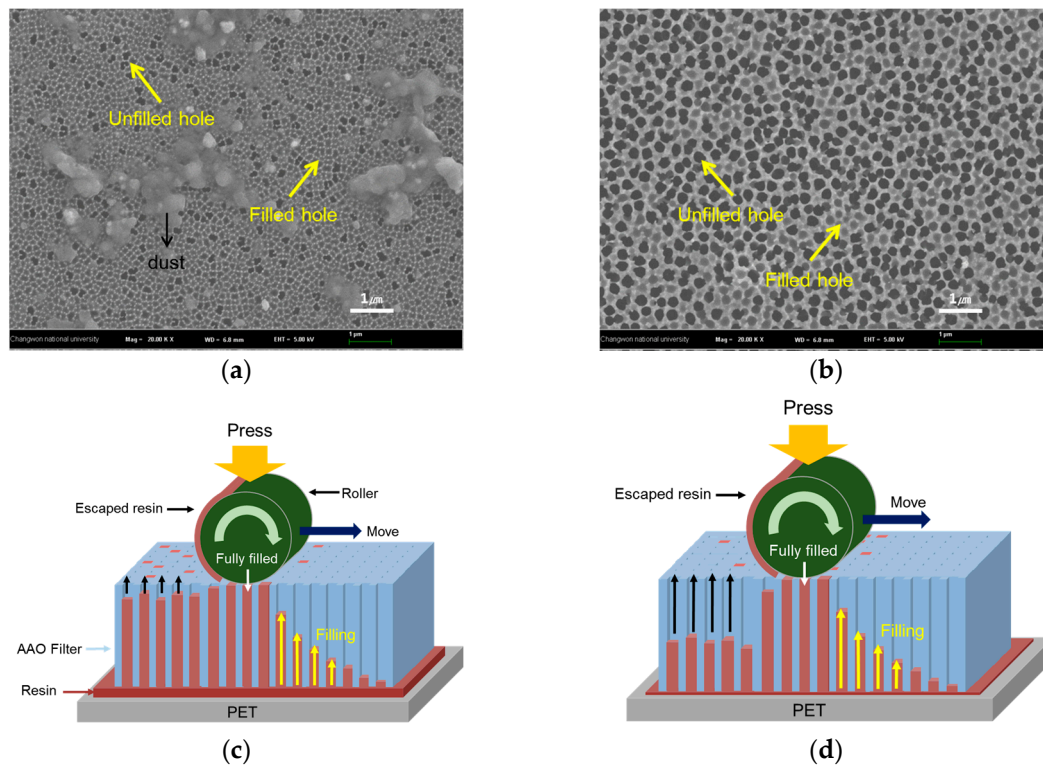 Unfilled hole
Filled hole
dust
1㎛
Changwon national university Mag = 20.00 K X WD = 6.8 mm EHT = 5.00 kV 1 µm
(a)
Unfilled hole
Filled hole
1㎛
Changwon national university Mag = 20.00 K X WD = 6.8 mm EHT = 5.00 kV 1 µm
(b)
Press
Escaped resin
Roller
Move
Fully filled
Filling
AAO Filter
Resin
PET
(c)
Press
Escaped resin
Move
Fully filled
Filling
PET
(d)